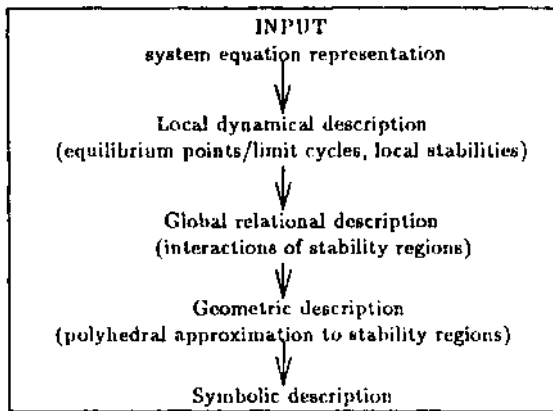 INPUT
system equation representation
Local dynamical description
(equilibrium points/limit cycles, local stabilities)
Global relational description
(interactions of stability regions)
Geometric description
(polyhedral approximation to stability regions)
Symbolic description